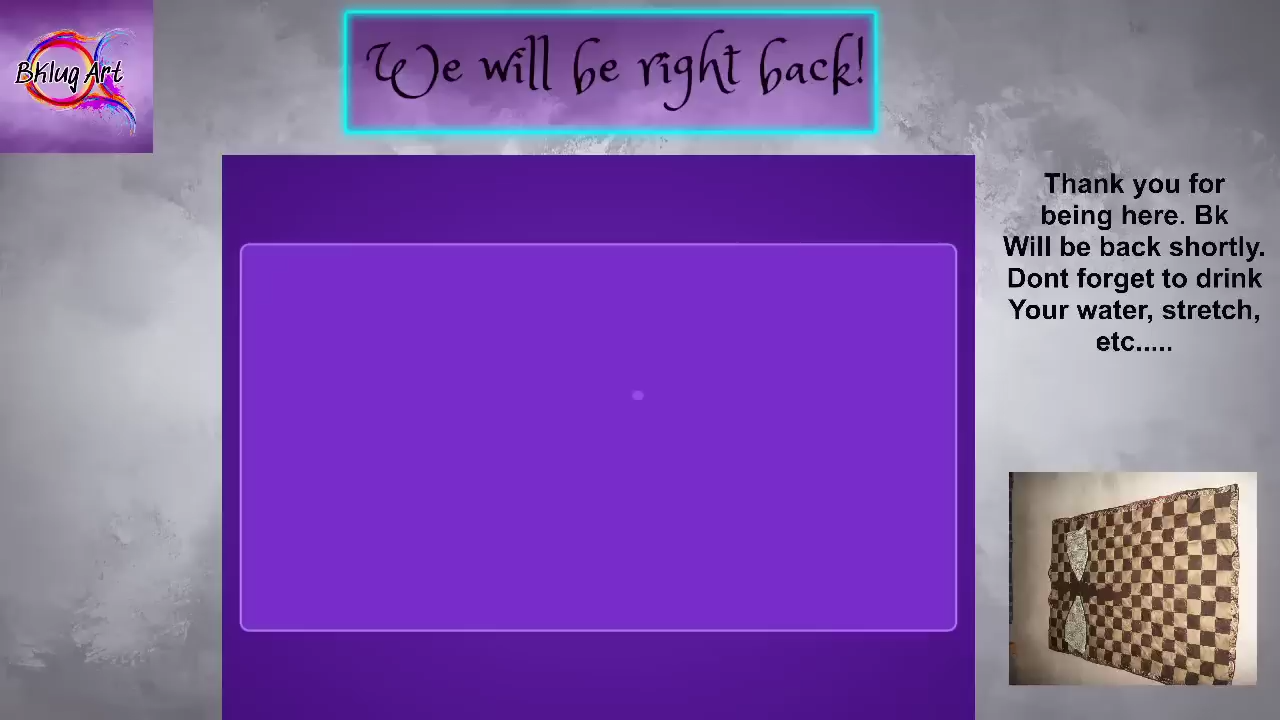 BKlug Art
We will be right back!
Thank you for
being here. Bk
Will be back shortly.
Dont forget to drink
Your water, stretch,
etc.....